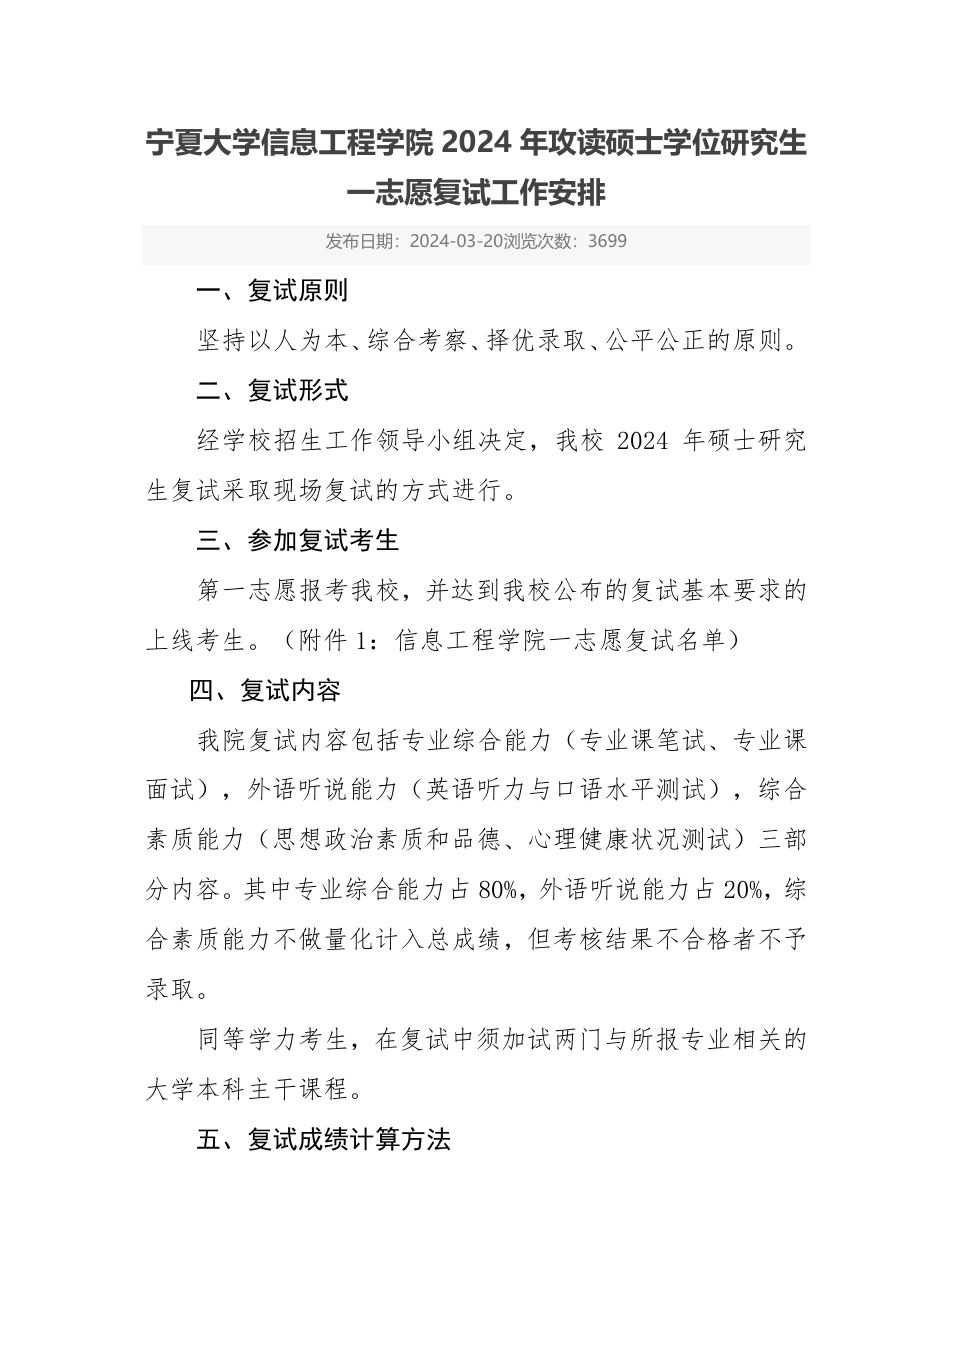 宁夏大学信息工程学院 2024 年攻读硕士学位研究生
一志愿复试工作安排
发布日期：2024-03-20浏览次数：3699
一、复试原则
坚持以人为本、综合考察、择优录取、公平公正的原则。
二、复试形式
经学校招生工作领导小组决定，我校 2024 年硕士研究
生复试采取现场复试的方式进行。
三、参加复试考生
第一志愿报考我校，并达到我校公布的复试基本要求的
上线考生。（附件 1：信息工程学院一志愿复试名单）
四、复试内容
我院复试内容包括专业综合能力（专业课笔试、专业课
面试），外语听说能力（英语听力与口语水平测试），综合
素质能力（思想政治素质和品德、心理健康状况测试）三部
分内容。其中专业综合能力占 80%，外语听说能力占 20%，综
合素质能力不做量化计入总成绩，但考核结果不合格者不予
录取。
同等学力考生，在复试中须加试两门与所报专业相关的
大学本科主干课程。
五、复试成绩计算方法